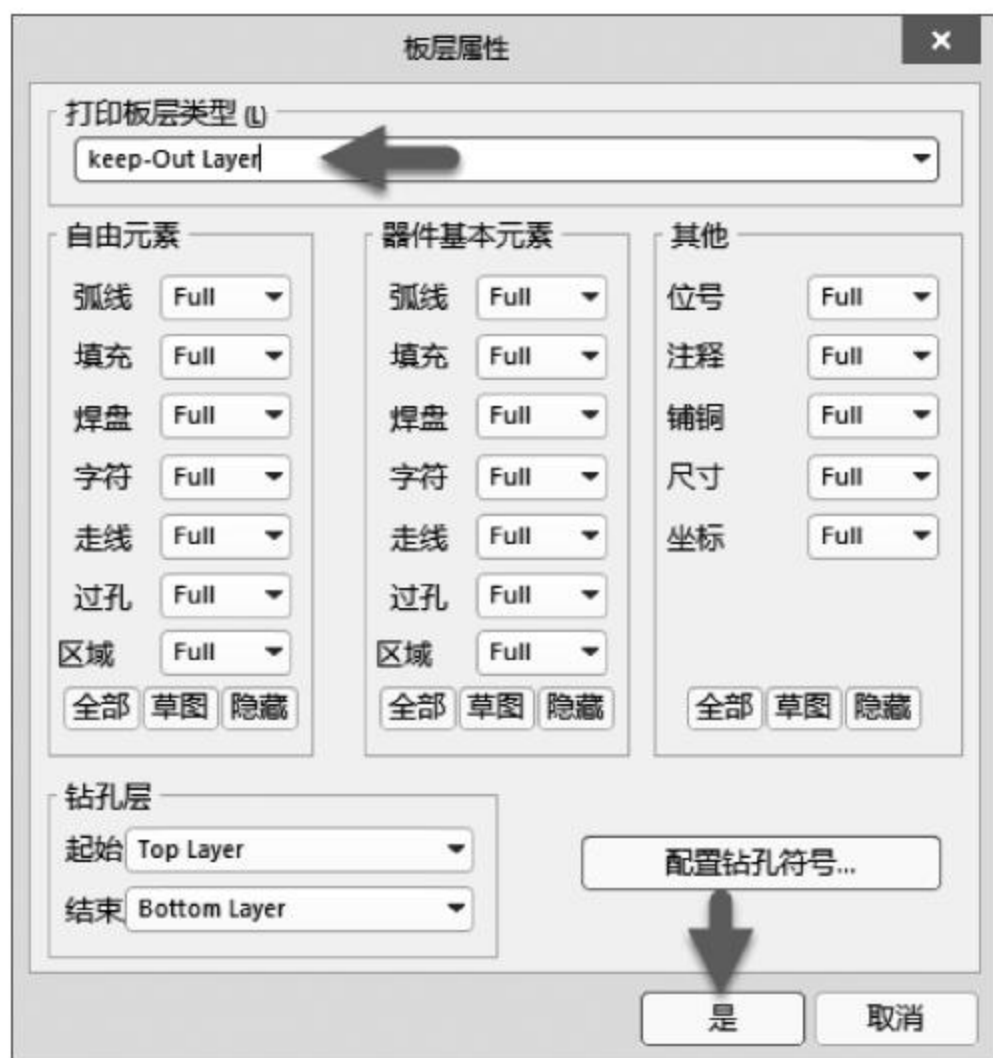 板层属性
打印板层类型 (L)
keep-Out Layer
自由元素 器件基本元素 其他
弧线 Full 弧线 Full 位号 Full
填充 Full 填充 Full 注释 Full
焊盘 Full 焊盘 Full 铺铜 Full
字符 Full 字符 Full 尺寸 Full
走线 Full 走线 Full 坐标 Full
过孔 Full 过孔 Full
区域 Full 区域 Full
全部 草图 隐藏 全部 草图 隐藏 全部 草图 隐藏
钻孔层
起始 Top Layer
配置钻孔符号...
结束 Bottom Layer
是 取消